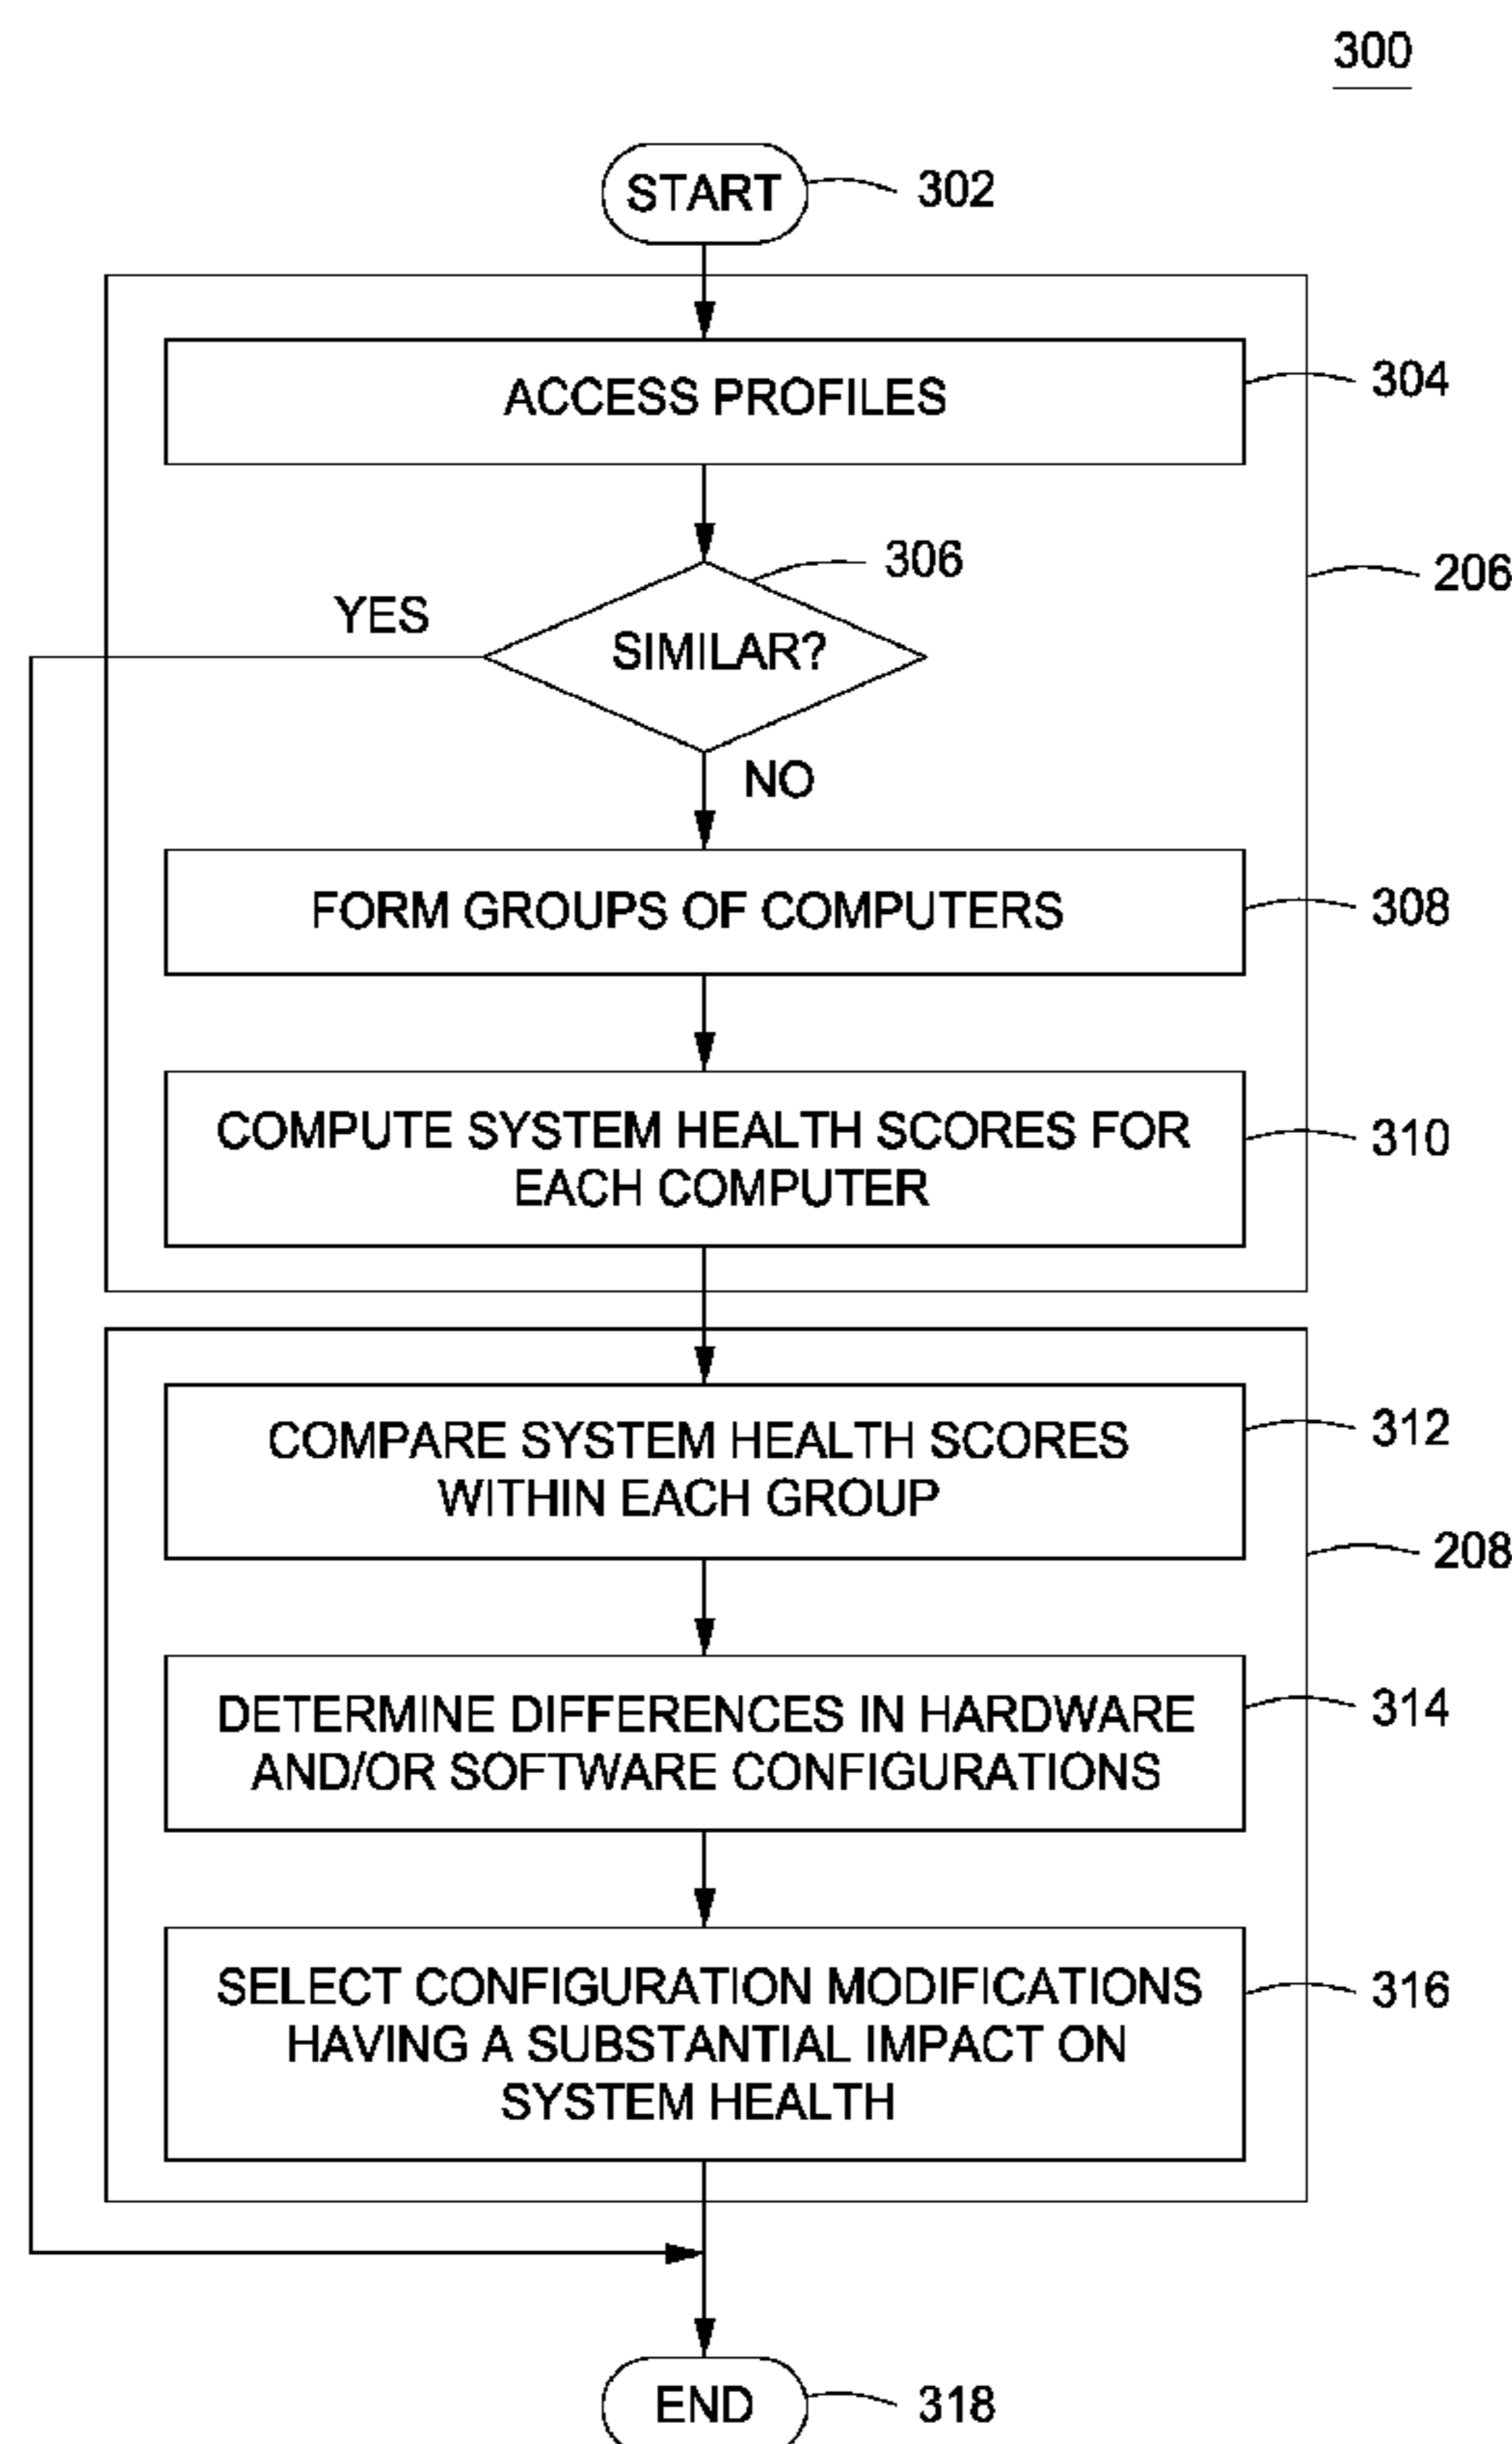 300
START
302
ACCESS PROFILES
304
306
206
YES
SIMILAR?
NO
FORM GROUPS OF COMPUTERS
308
COMPUTE SYSTEM HEALTH SCORES FOR
EACH COMPUTER
310
COMPARE SYSTEM HEALTH SCORES
WITHIN EACH GROUP
312
208
DETERMINE DIFFERENCES IN HARDWARE
AND/OR SOFTWARE CONFIGURATIONS
314
SELECT CONFIGURATION MODIFICATIONS
HAVING A SUBSTANTIAL IMPACT ON
SYSTEM HEALTH
316
END
318